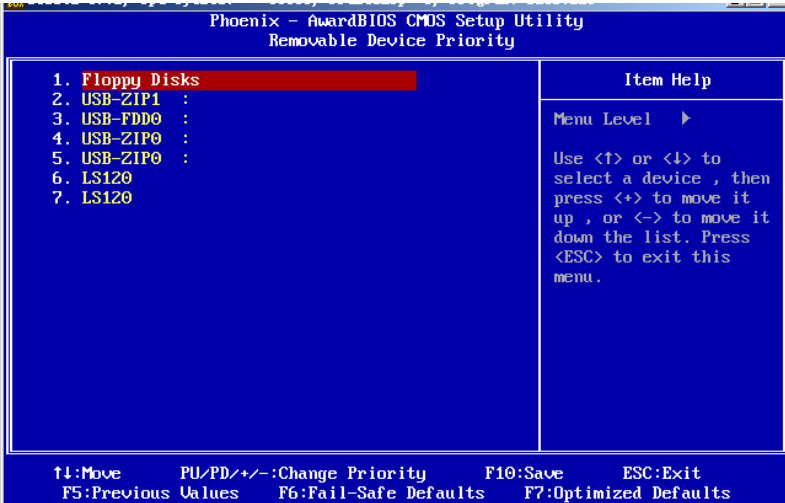 Phoenix - AwardBIOS CMOS Setup Utility
Removable Device Priority
1. Floppy Disks
2. USB-ZIP1 :
3. USB-FDD0 :
4. USB-ZIP0 :
5. USB-ZIP0 :
6. LS120
7. LS120
Item Help
Menu Level ▶
Use <↑> or <↓> to
select a device , then
press <+> to move it
up , or <-> to move it
down the list. Press
<ESC> to exit this
menu.
↑↓:Move PU/PD/+/-:Change Priority F10:Save ESC:Exit
F5:Previous Values F6:Fail-Safe Defaults F7:Optimized Defaults